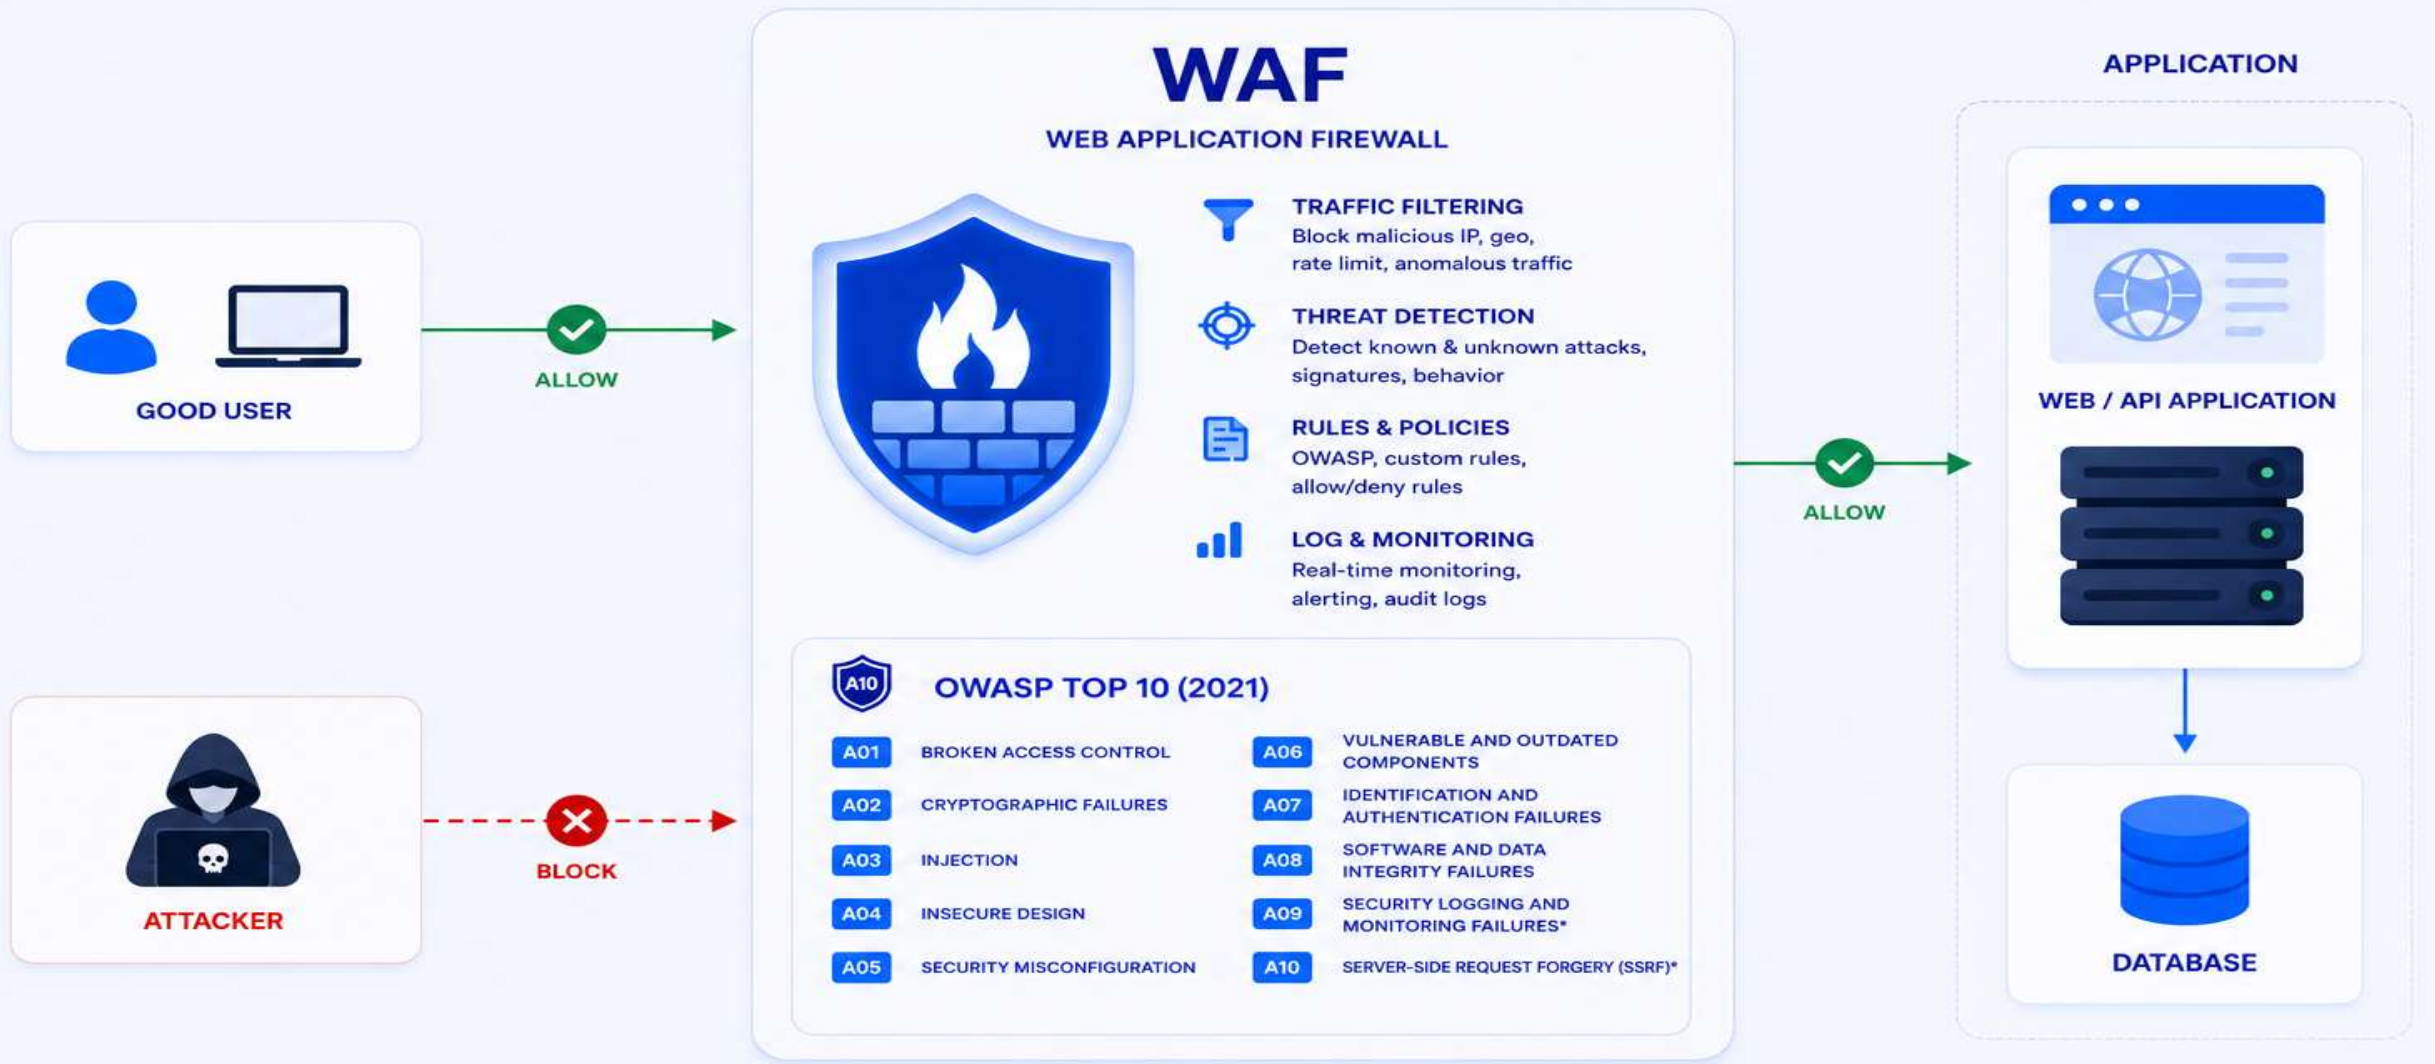 WAF
WEB APPLICATION FIREWALL
GOOD USER
ALLOW
ATTACKER
BLOCK
TRAFFIC FILTERING
Block malicious IP, geo,
rate limit, anomalous traffic
THREAT DETECTION
Detect known & unknown attacks,
signatures, behavior
RULES & POLICIES
OWASP, custom rules,
allow/deny rules
LOG & MONITORING
Real-time monitoring,
alerting, audit logs
A10
OWASP TOP 10 (2021)
A01 BROKEN ACCESS CONTROL
A02 CRYPTOGRAPHIC FAILURES
A03 INJECTION
A04 INSECURE DESIGN
A05 SECURITY MISCONFIGURATION
A06 VULNERABLE AND OUTDATED
COMPONENTS
A07 IDENTIFICATION AND
AUTHENTICATION FAILURES
A08 SOFTWARE AND DATA
INTEGRITY FAILURES
A09 SECURITY LOGGING AND
MONITORING FAILURES*
A10 SERVER-SIDE REQUEST FORGERY (SSRF)*
ALLOW
APPLICATION
WEB / API APPLICATION
DATABASE